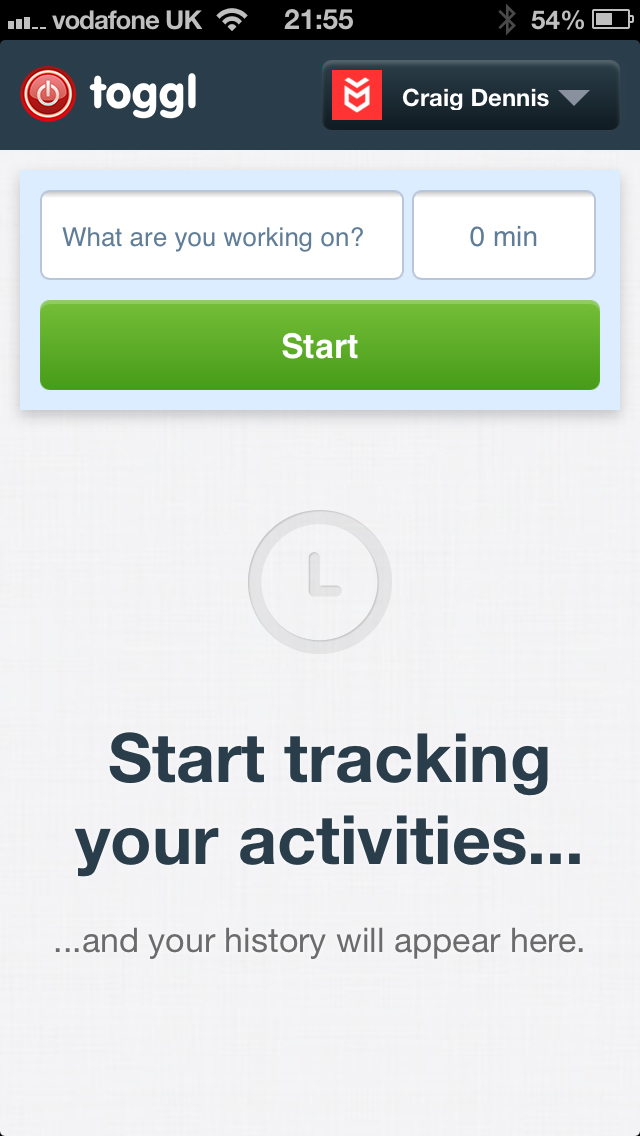 vodafone UK 21:55 54%
toggl Craig Dennis
What are you working on? 0 min
Start
Start tracking
your activities...
...and your history will appear here.